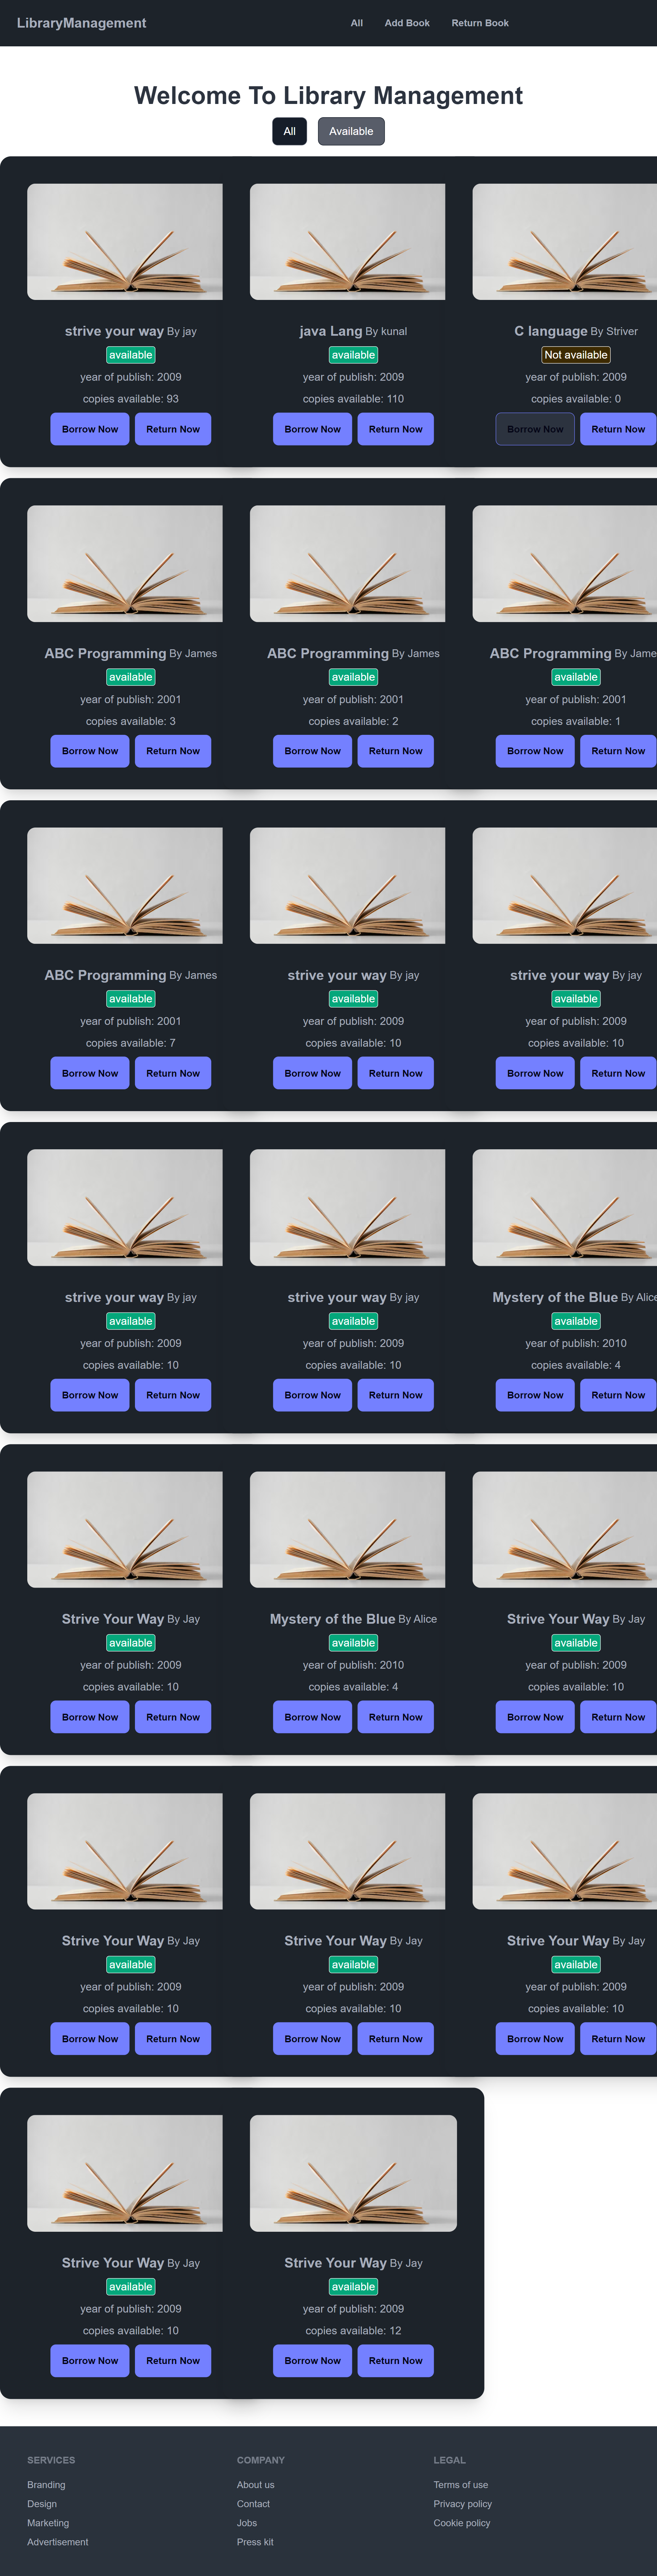 LibraryManagement All Add Book Return Book
Welcome To Library Management
All Available
strive your way By jay java Lang By kunal C language By Striver
available available Not available
year of publish: 2009 year of publish: 2009 year of publish: 2009
copies available: 93 copies available: 110 copies available: 0
Borrow Now Return Now Borrow Now Return Now Borrow Now Return Now
ABC Programming By James ABC Programming By James ABC Programming By Jame
available available available
year of publish: 2001 year of publish: 2001 year of publish: 2001
copies available: 3 copies available: 2 copies available: 1
Borrow Now Return Now Borrow Now Return Now Borrow Now Return Now
ABC Programming By James strive your way By jay strive your way By jay
available available available
year of publish: 2001 year of publish: 2009 year of publish: 2009
copies available: 7 copies available: 10 copies available: 10
Borrow Now Return Now Borrow Now Return Now Borrow Now Return Now
strive your way By jay strive your way By jay Mystery of the Blue By Alice
available available available
year of publish: 2009 year of publish: 2009 year of publish: 2010
copies available: 10 copies available: 10 copies available: 4
Borrow Now Return Now Borrow Now Return Now Borrow Now Return Now
Strive Your Way By Jay Mystery of the Blue By Alice Strive Your Way By Jay
available available available
year of publish: 2009 year of publish: 2010 year of publish: 2009
copies available: 10 copies available: 4 copies available: 10
Borrow Now Return Now Borrow Now Return Now Borrow Now Return Now
Strive Your Way By Jay Strive Your Way By Jay Strive Your Way By Jay
available available available
year of publish: 2009 year of publish: 2009 year of publish: 2009
copies available: 10 copies available: 10 copies available: 10
Borrow Now Return Now Borrow Now Return Now Borrow Now Return Now
Strive Your Way By Jay Strive Your Way By Jay
available available
year of publish: 2009 year of publish: 2009
copies available: 10 copies available: 12
Borrow Now Return Now Borrow Now Return Now
SERVICES COMPANY LEGAL
Branding About us Terms of use
Design Contact Privacy policy
Marketing Jobs Cookie policy
Advertisement Press kit